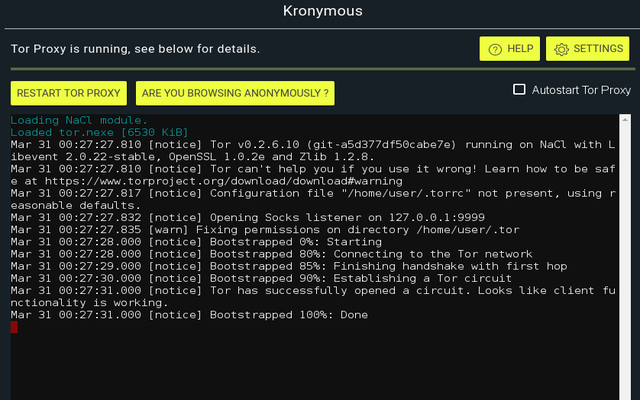 Kronymous
Tor Proxy is running, see below for details.
HELP
SETTINGS
RESTART TOR PROXY
ARE YOU BROWSING ANONYMOUSLY ?
Autostart Tor Proxy
Loading NaCl module.
Loaded tor.nexe [6530 KiB]
Mar 31 00:27:27.810 [notice] Tor v0.2.6.10 (git-a5d377df50cabe7e) running on NaCl with L
ibevent 2.0.22-stable, OpenSSL 1.0.2e and Zlib 1.2.8.
Mar 31 00:27:27.810 [notice] Tor can't help you if you use it wrong! Learn how to be saf
e at https://www.torproject.org/download/download#warning
Mar 31 00:27:27.817 [notice] Configuration file "/home/user/.torrc" not present, using r
easonable defaults.
Mar 31 00:27:27.832 [notice] Opening Socks listener on 127.0.0.1:9999
Mar 31 00:27:27.835 [warn] Fixing permissions on directory /home/user/.tor
Mar 31 00:27:28.000 [notice] Bootstrapped 0%: Starting
Mar 31 00:27:28.000 [notice] Bootstrapped 80%: Connecting to the Tor network
Mar 31 00:27:29.000 [notice] Bootstrapped 85%: Finishing handshake with first hop
Mar 31 00:27:30.000 [notice] Bootstrapped 90%: Establishing a Tor circuit
Mar 31 00:27:31.000 [notice] Tor has successfully opened a circuit. Looks like client fu
nctionality is working.
Mar 31 00:27:31.000 [notice] Bootstrapped 100%: Done